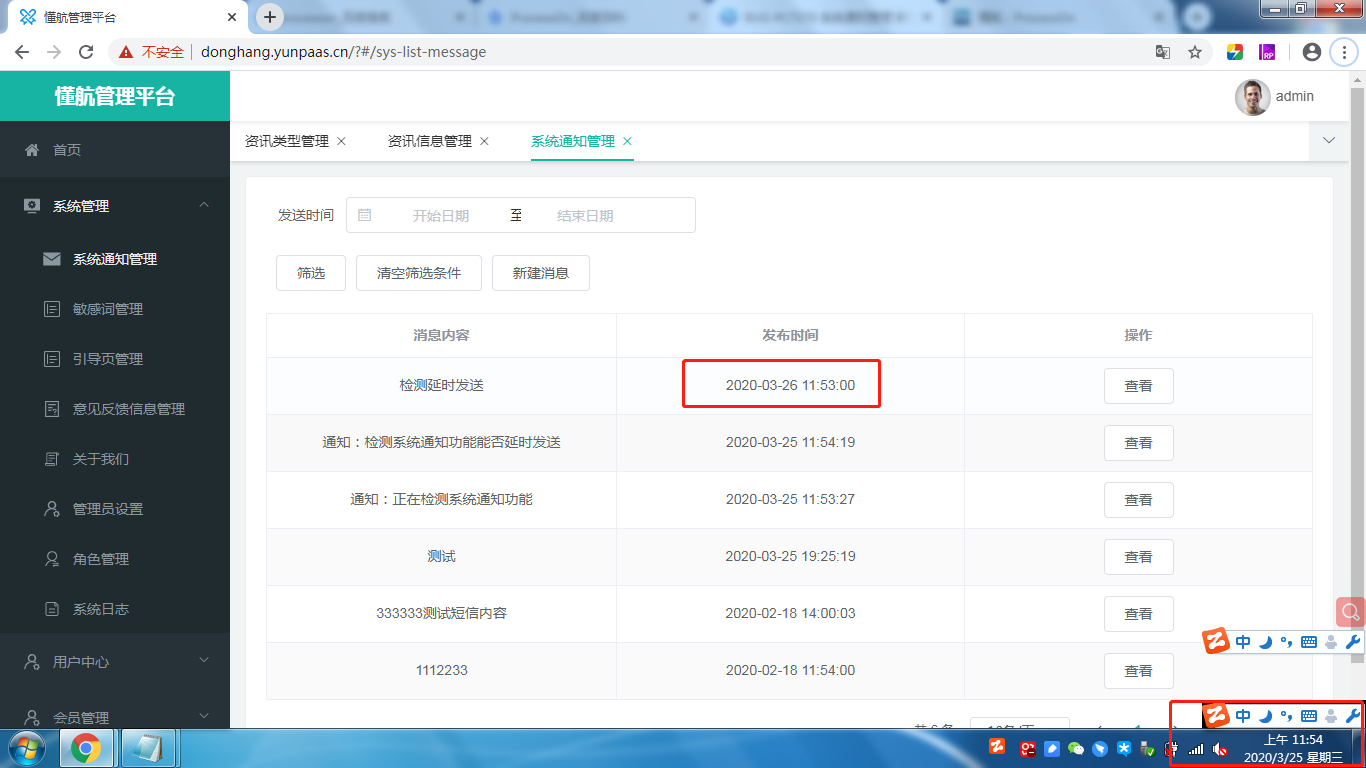 懂航管理平台
不安全 donghang.yunpaas.cn/?#/sys-list-message
懂航管理平台
admin
首页
系统管理
系统通知管理
敏感词管理
引导页管理
意见反馈信息管理
关于我们
管理员设置
角色管理
系统日志
用户中心
会员管理
资讯类型管理 资讯信息管理 系统通知管理
发送时间 开始日期 至 结束日期
筛选 清空筛选条件 新建消息
消息内容 发布时间 操作
检测延时发送 2020-03-26 11:53:00 查看
通知：检测系统通知功能能否延时发送 2020-03-25 11:54:19 查看
通知：正在检测系统通知功能 2020-03-25 11:53:27 查看
测试 2020-03-25 19:25:19 查看
333333测试短信内容 2020-02-18 14:00:03 查看
1112233 2020-02-18 11:54:00 查看
中
中
上午 11:54
2020/3/25 星期三